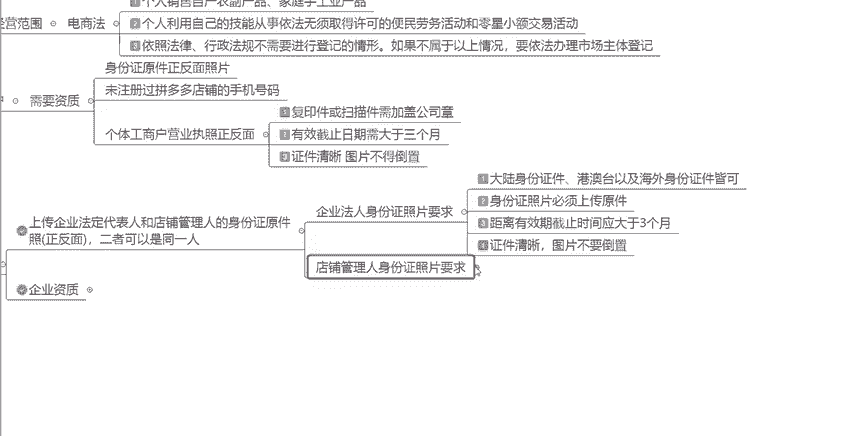 个人销售自产农副产品、家庭手工业产品
经营范围
电商法
2 个人利用自己的技能从事依法无须取得许可的便民劳务活动和零星小额交易活动
3 依照法律、行政法规不需要进行登记的情形。如果不属于以上情况，要依法办理市场主体登记
身份证原件正反面照片
未注册过拼多多店铺的手机号码
需要资质
个体工商户营业执照正反面
1 复印件或扫描件需加盖公司章
2 有效截止日期需大于三个月
3 证件清晰 图片不得倒置
上传企业法定代表人和店铺管理人的身份证原件
照(正反面)，二者可以是同一人
企业法人身份证照片要求
1 大陆身份证件、港澳台以及海外身份证件皆可
2 身份证照片必须上传原件
3 距离有效期截止时间应大于3个月
4 证件清晰，图片不要倒置
店铺管理人身份证照片要求
企业资质